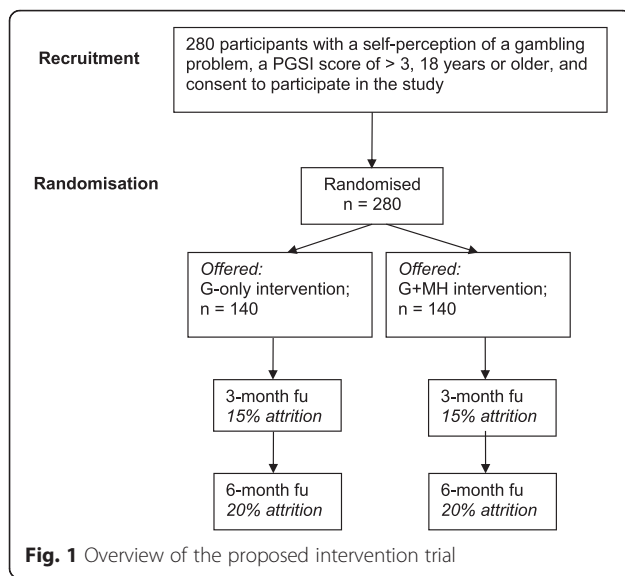 Recruitment
280 participants with a self-perception of a gambling
problem, a PGSI score of > 3, 18 years or older, and
consent to participate in the study
Randomisation
Randomised
n = 280
Offered:
G-only intervention;
n = 140
Offered:
G+MH intervention;
n = 140
3-month fu
15% attrition
3-month fu
15% attrition
6-month fu
20% attrition
6-month fu
20% attrition
Fig. 1 Overview of the proposed intervention trial